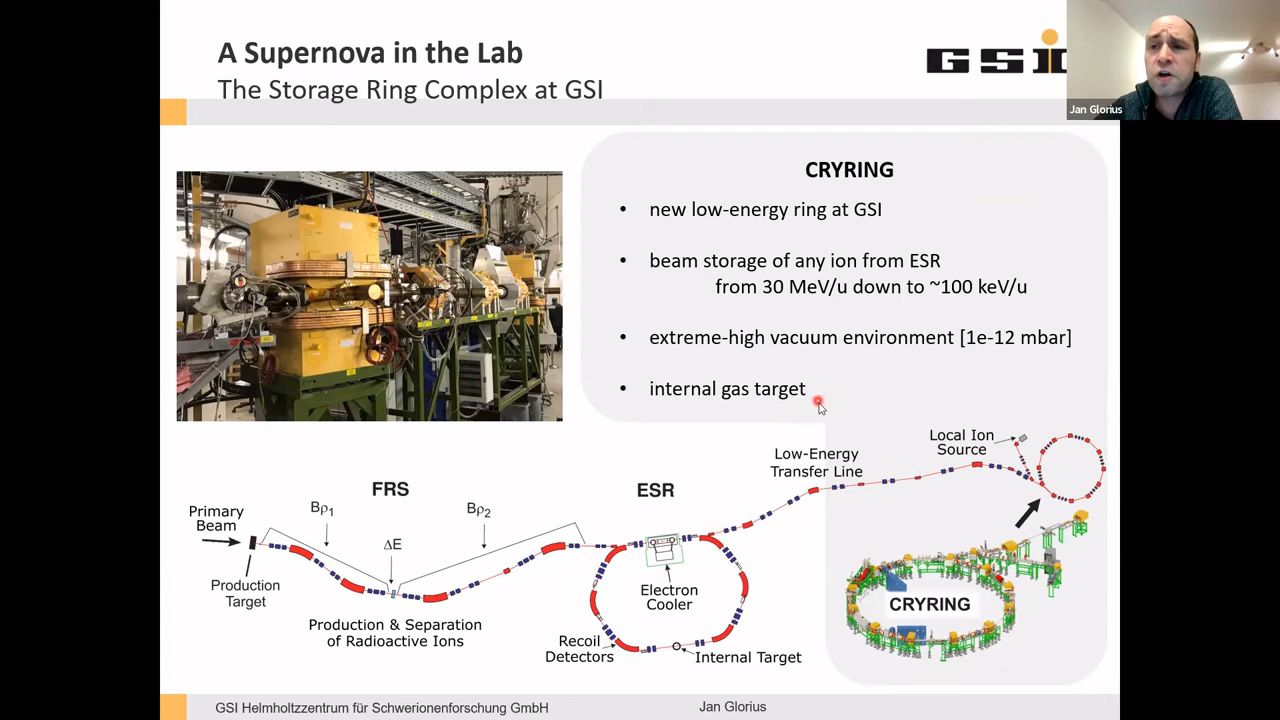 A Supernova in the Lab
The Storage Ring Complex at GSI
GSI
Jan Glorius
CRYRING
• new low-energy ring at GSI
• beam storage of any ion from ESR
from 30 MeV/u down to ~100 keV/u
• extreme-high vacuum environment [1e-12 mbar]
• internal gas target
Local Ion
Source
Low-Energy
Transfer Line
FRS
ESR
Primary
Beam
Bρ1
Bρ2
ΔE
Production
Target
Electron
Cooler
CRYRING
Production & Separation
of Radioactive Ions
Recoil
Detectors
Internal Target
GSI Helmholtzzentrum für Schwerionenforschung GmbH
Jan Glorius